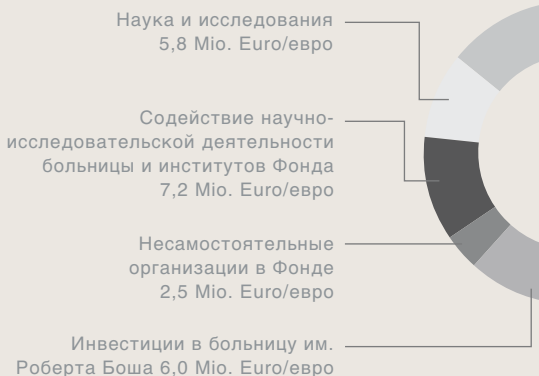 Наука и исследования
5,8 Mio. Euro/евро
Содействие научно-
исследовательской деятельности
больницы и институтов Фонда
7,2 Mio. Euro/евро
Несамостоятельные
организации в Фонде
2,5 Mio. Euro/евро
Инвестиции в больницу им.
Роберта Боша 6,0 Mio. Euro/евро